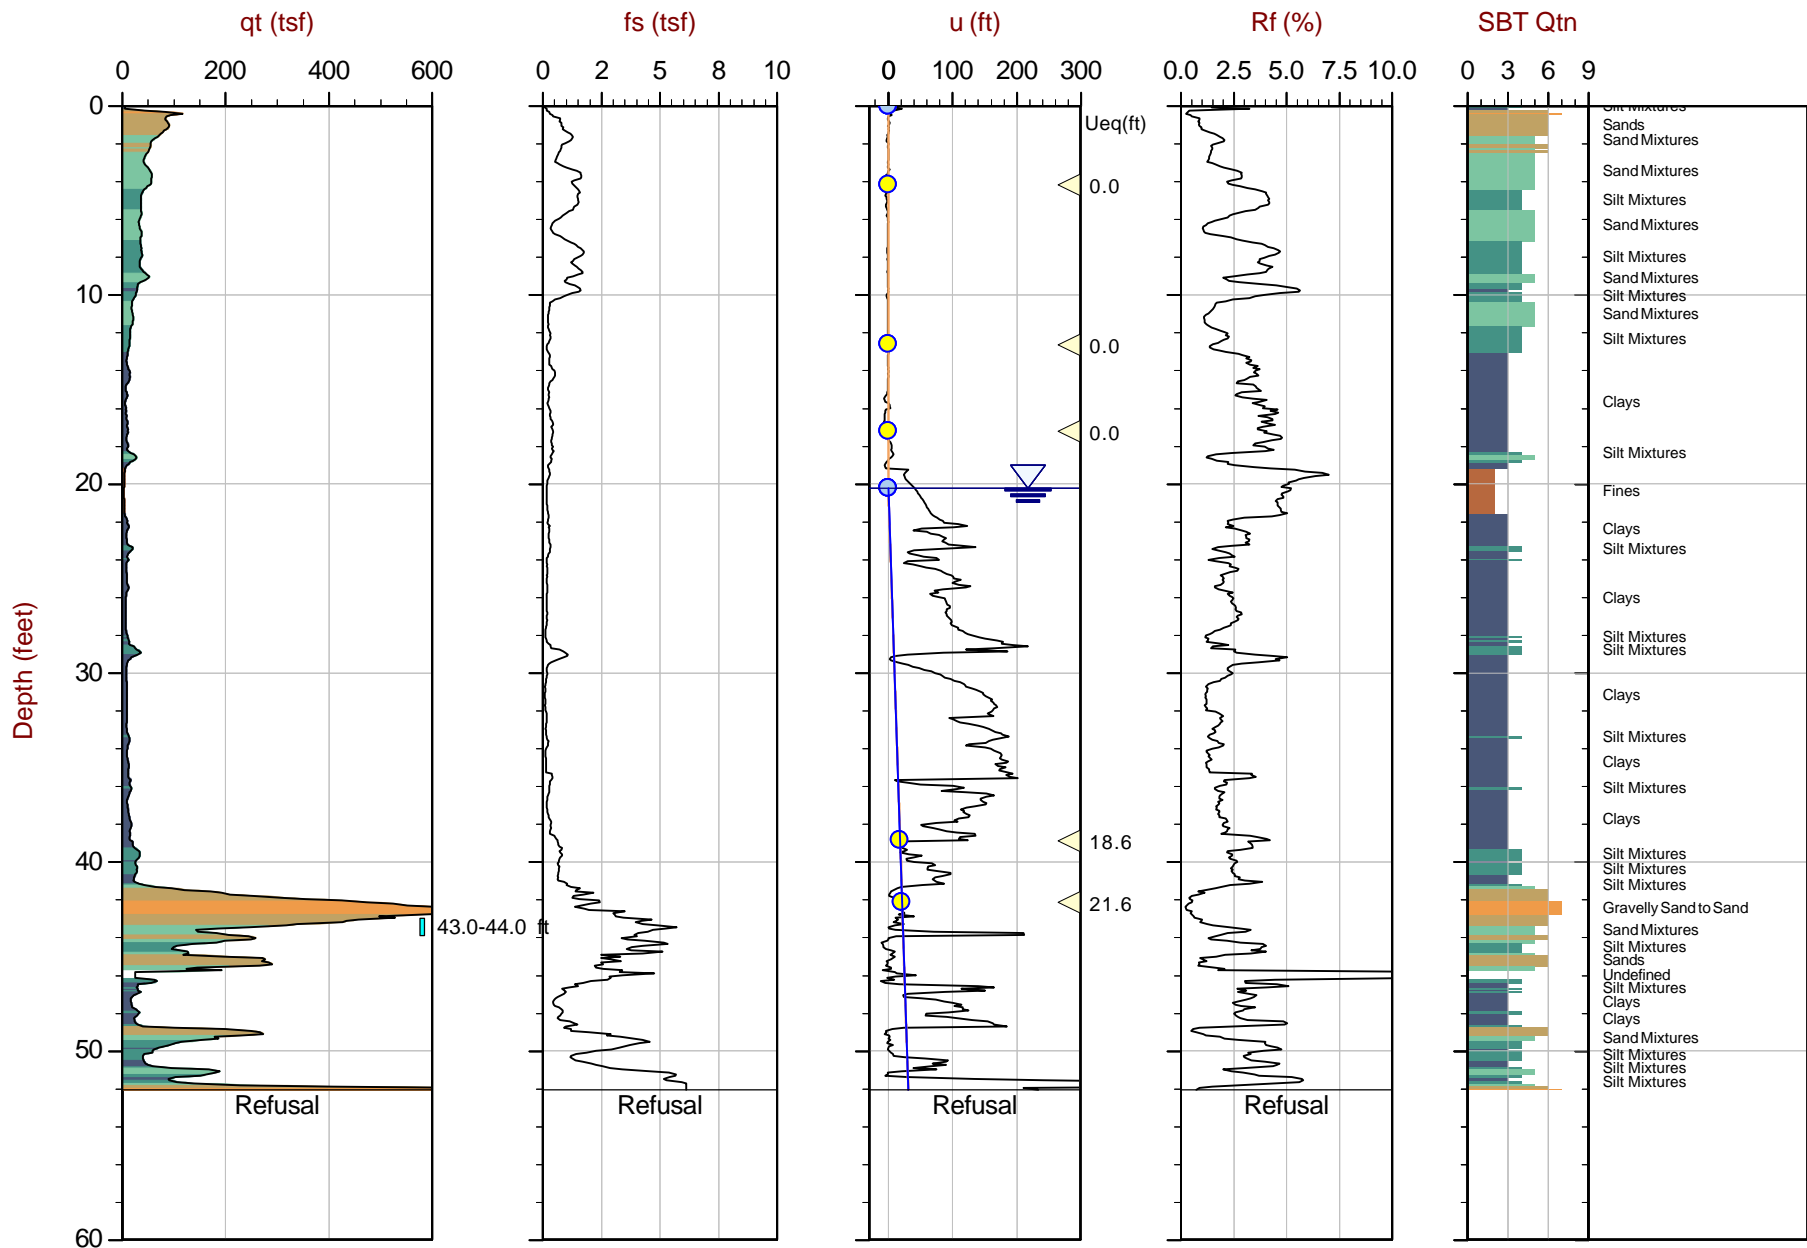 qt (tsf) fs (tsf) u (ft) Rf (%) SBT Qtn
0 200 400 600 0 2 5 8 10 0 100 200 300 0.0 2.5 5.0 7.5 10.0 0 3 6 9
0
Silt Mixtures
Ueq(ft)
Sands
Sand Mixtures
Sand Mixtures
0.0
Silt Mixtures
Sand Mixtures
Silt Mixtures
Sand Mixtures
10
Silt Mixtures
Sand Mixtures
Silt Mixtures
0.0
Clays
0.0
Silt Mixtures
20
Fines
Clays
Silt Mixtures
Clays
Silt Mixtures
Silt Mixtures
Depth (feet)
30
Clays
Silt Mixtures
Clays
Silt Mixtures
Clays
18.6
Silt Mixtures
40
Silt Mixtures
Silt Mixtures
21.6
Gravelly Sand to Sand
43.0-44.0 ft
Sand Mixtures
Silt Mixtures
Sands
Undefined
Silt Mixtures
Clays
Clays
Sand Mixtures
50
Silt Mixtures
Silt Mixtures
Silt Mixtures
Refusal Refusal Refusal Refusal
60